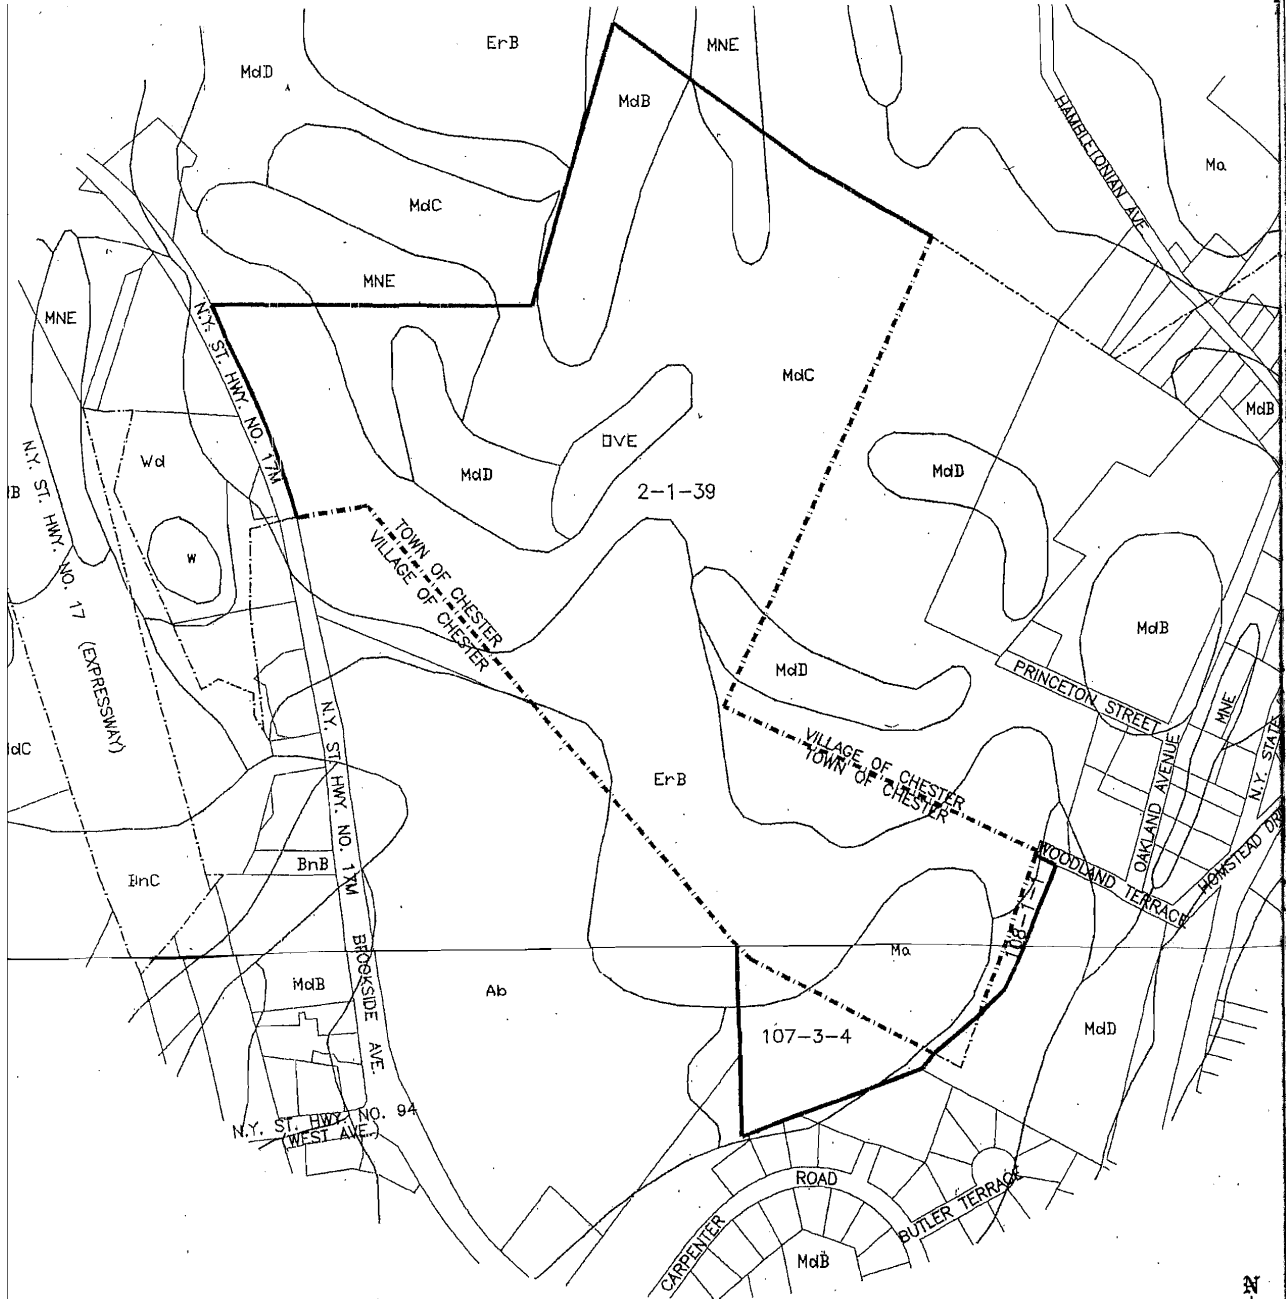 ErB
MNE
MdD
MdB
HAMBLETONIAN AVE.
Ma
MdC
MNE
MNE
N.Y. ST. HWY. NO. 17M
MdC
MdB
OVE
MdD
MdD
Wd
2-1-39
N.Y. ST. HWY. NO. 17 (EXPRESSWAY)
W
TOWN OF CHESTER
VILLAGE OF CHESTER
MdB
MdD
PRINCETON STREET
MNE
N.Y. STATE
VILLAGE OF CHESTER
TOWN OF CHESTER
OAKLAND AVENUE
ErB
N.Y. ST. HWY. NO. 17M
WOODLAND TERRACE
HOMSTEAD DR
BnB
BnC
108-1-1
BROOKSIDE AVE.
Ma
MdB
Ab
107-3-4
MdD
N.Y. ST. HWY. NO. 94
(WEST AVE.)
ROAD
CARPENTER
BUTLER TERRACE
MdB
N